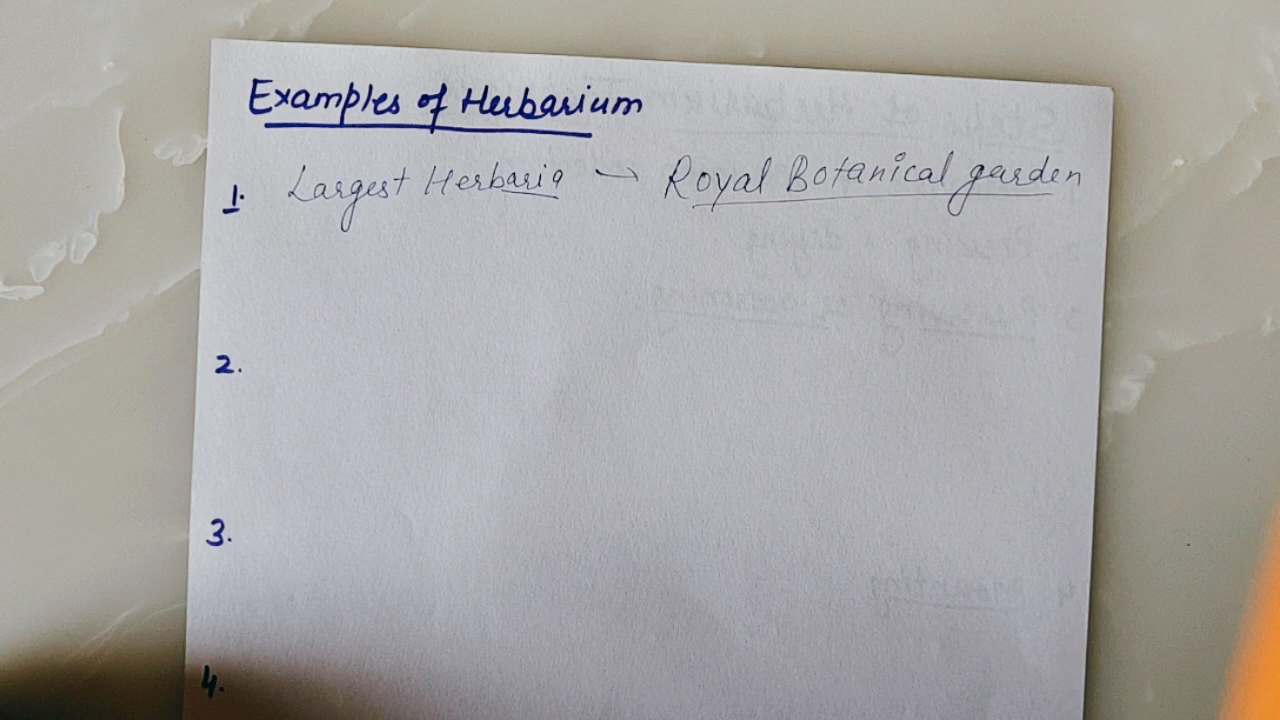 Examples of Herbarium
1. Largest Herbaria → Royal Botanical garden
2.
3.
4.